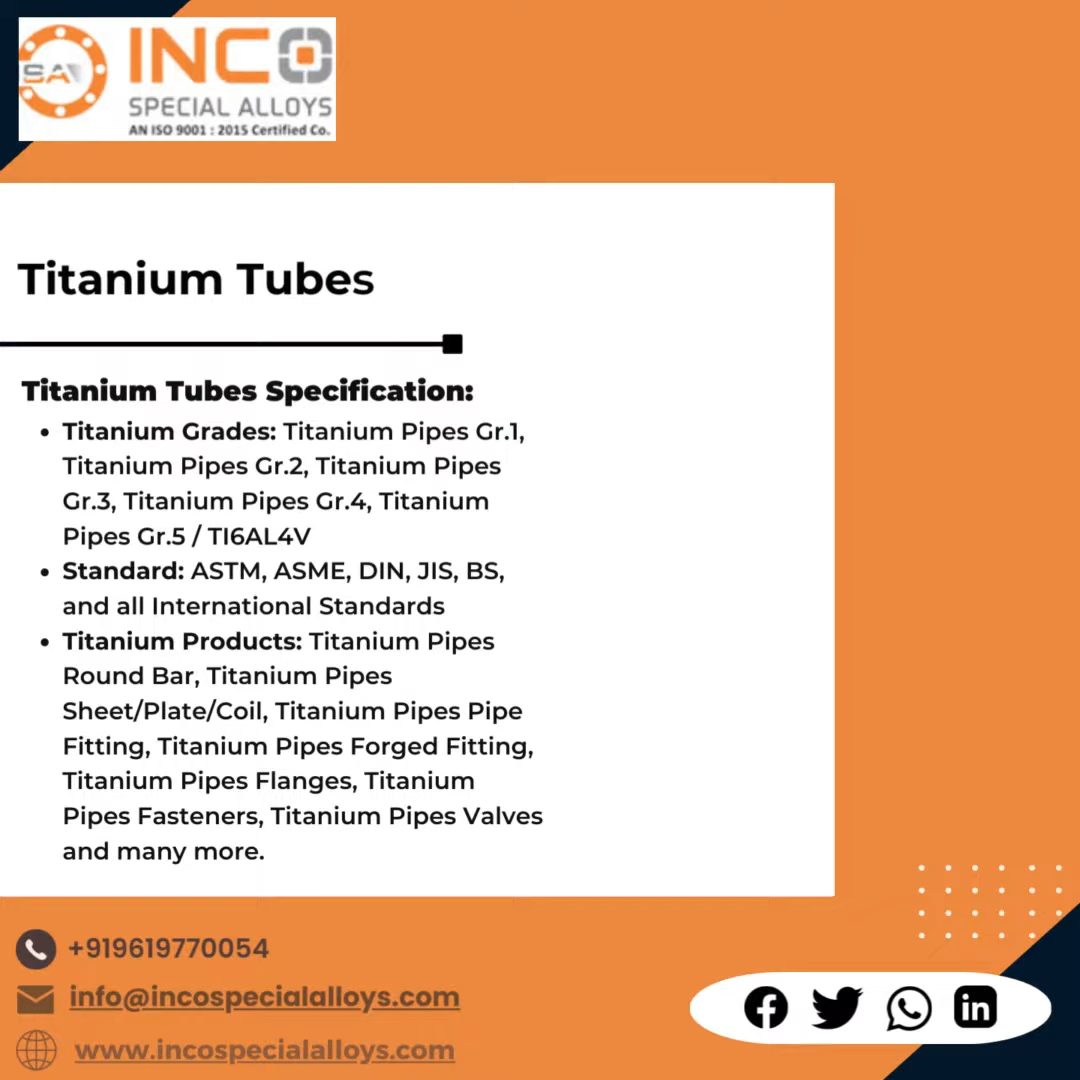 SAI
INCO
SPECIAL ALLOYS
AN ISO 9001 : 2015 Certified Co.
Titanium Tubes
Titanium Tubes Specification:
• Titanium Grades: Titanium Pipes Gr.1,
Titanium Pipes Gr.2, Titanium Pipes
Gr.3, Titanium Pipes Gr.4, Titanium
Pipes Gr.5 / TI6AL4V
• Standard: ASTM, ASME, DIN, JIS, BS,
and all International Standards
• Titanium Products: Titanium Pipes
Round Bar, Titanium Pipes
Sheet/Plate/Coil, Titanium Pipes Pipe
Fitting, Titanium Pipes Forged Fitting,
Titanium Pipes Flanges, Titanium
Pipes Fasteners, Titanium Pipes Valves
and many more.
+919619770054
info@incospecialalloys.com
www.incospecialalloys.com